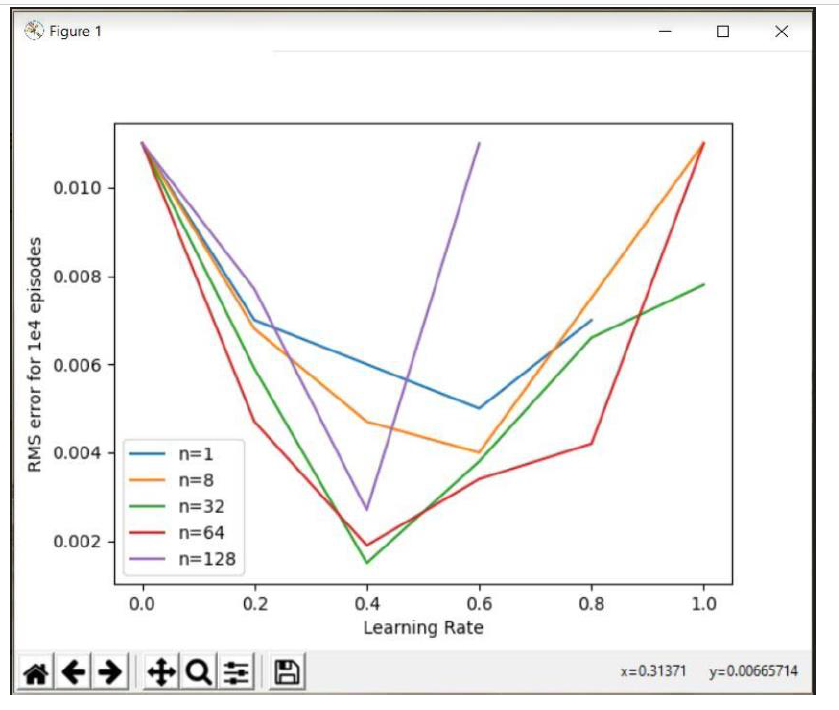 Figure 1
RMS error for 1e4 episodes
0.010
0.008
0.006
0.004
0.002
n=1
n=8
n=32
n=64
n=128
0.0 0.2 0.4 0.6 0.8 1.0
Learning Rate
x=0.31371 y=0.00665714